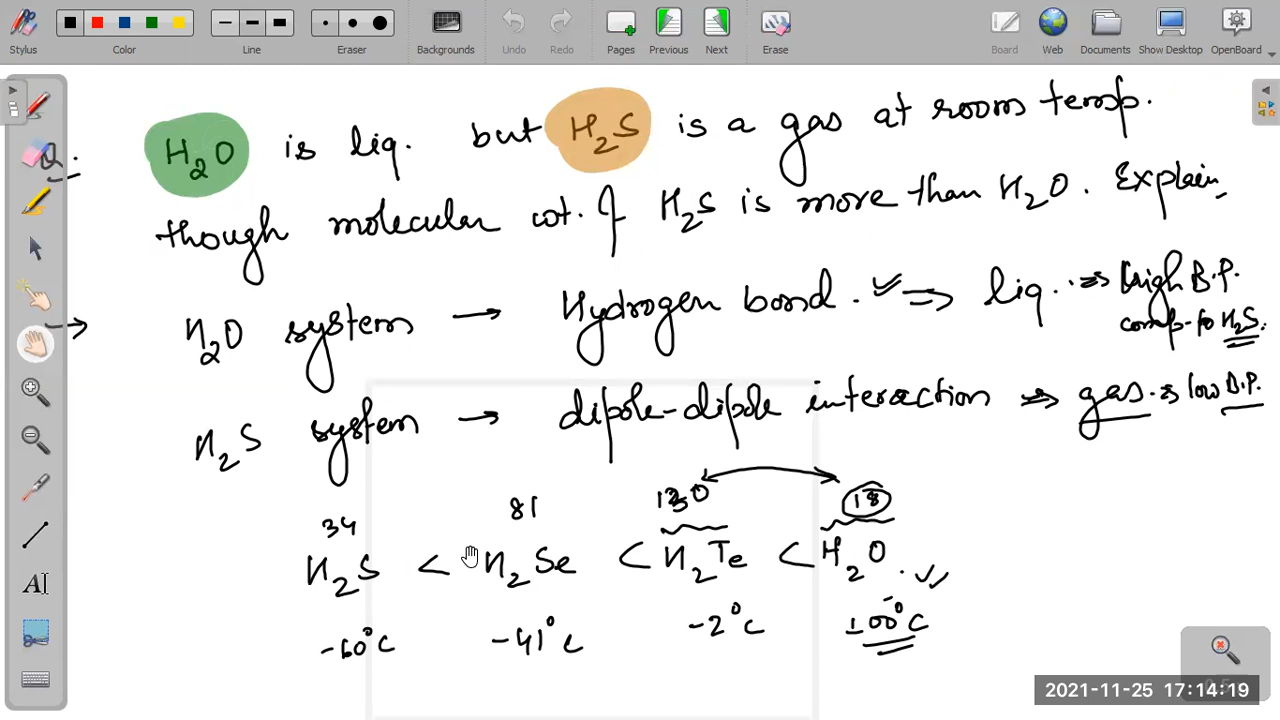 Stylus Color Line Eraser Backgrounds Undo Redo Pages Previous Next Erase Board Web Documents Show Desktop OpenBoard
Q. H2O is liq. but H2S is a gas at room temp.
though molecular wt. of H2S is more than H2O. Explain
→ H2O system → Hydrogen bond. ⇒ liq. ⇒ high B.P.
comp. to H2S.
H2S system → dipole-dipole interaction ⇒ gas. ⇒ low B.P.
34 81 130 18
H2S < H2Se < H2Te < H2O.
-60°C -41°C -2°C 100°C
AI
0.5
2021-11-25 17:14:19